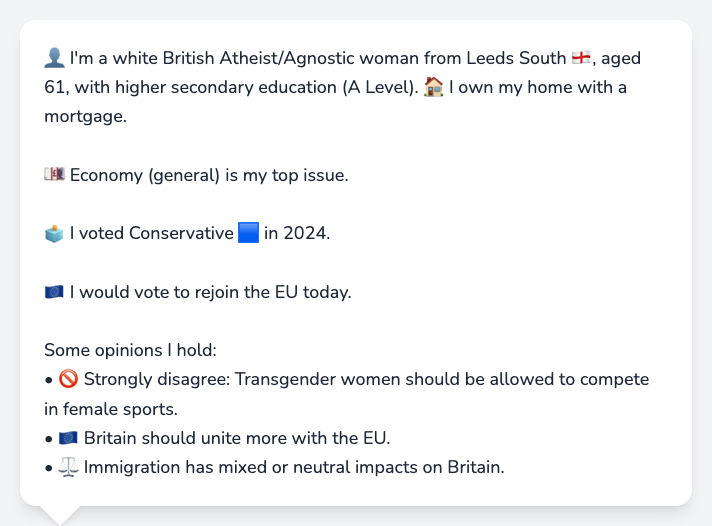 👤 I'm a white British Atheist/Agnostic woman from Leeds South 🏴󠁧󠁢󠁥󠁮󠁧󠁿, aged
61, with higher secondary education (A Level). 🏠 I own my home with a
mortgage.
💷 Economy (general) is my top issue.
🗳️ I voted Conservative 🟦 in 2024.
🇪🇺 I would vote to rejoin the EU today.
Some opinions I hold:
• 🚫 Strongly disagree: Transgender women should be allowed to compete
in female sports.
• 🇪🇺 Britain should unite more with the EU.
• ⚖️ Immigration has mixed or neutral impacts on Britain.